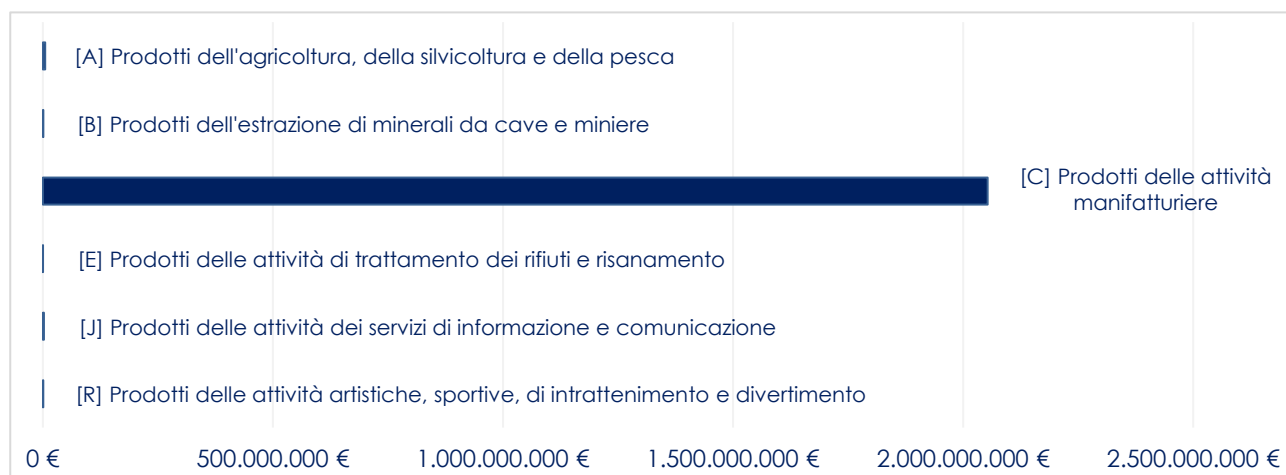 [A] Prodotti dell'agricoltura, della silvicoltura e della pesca
[B] Prodotti dell'estrazione di minerali da cave e miniere
[C] Prodotti delle attività
manifatturiere
[E] Prodotti delle attività di trattamento dei rifiuti e risanamento
[J] Prodotti delle attività dei servizi di informazione e comunicazione
[R] Prodotti delle attività artistiche, sportive, di intrattenimento e divertimento
0 € 500.000.000 € 1.000.000.000 € 1.500.000.000 € 2.000.000.000 € 2.500.000.000 €